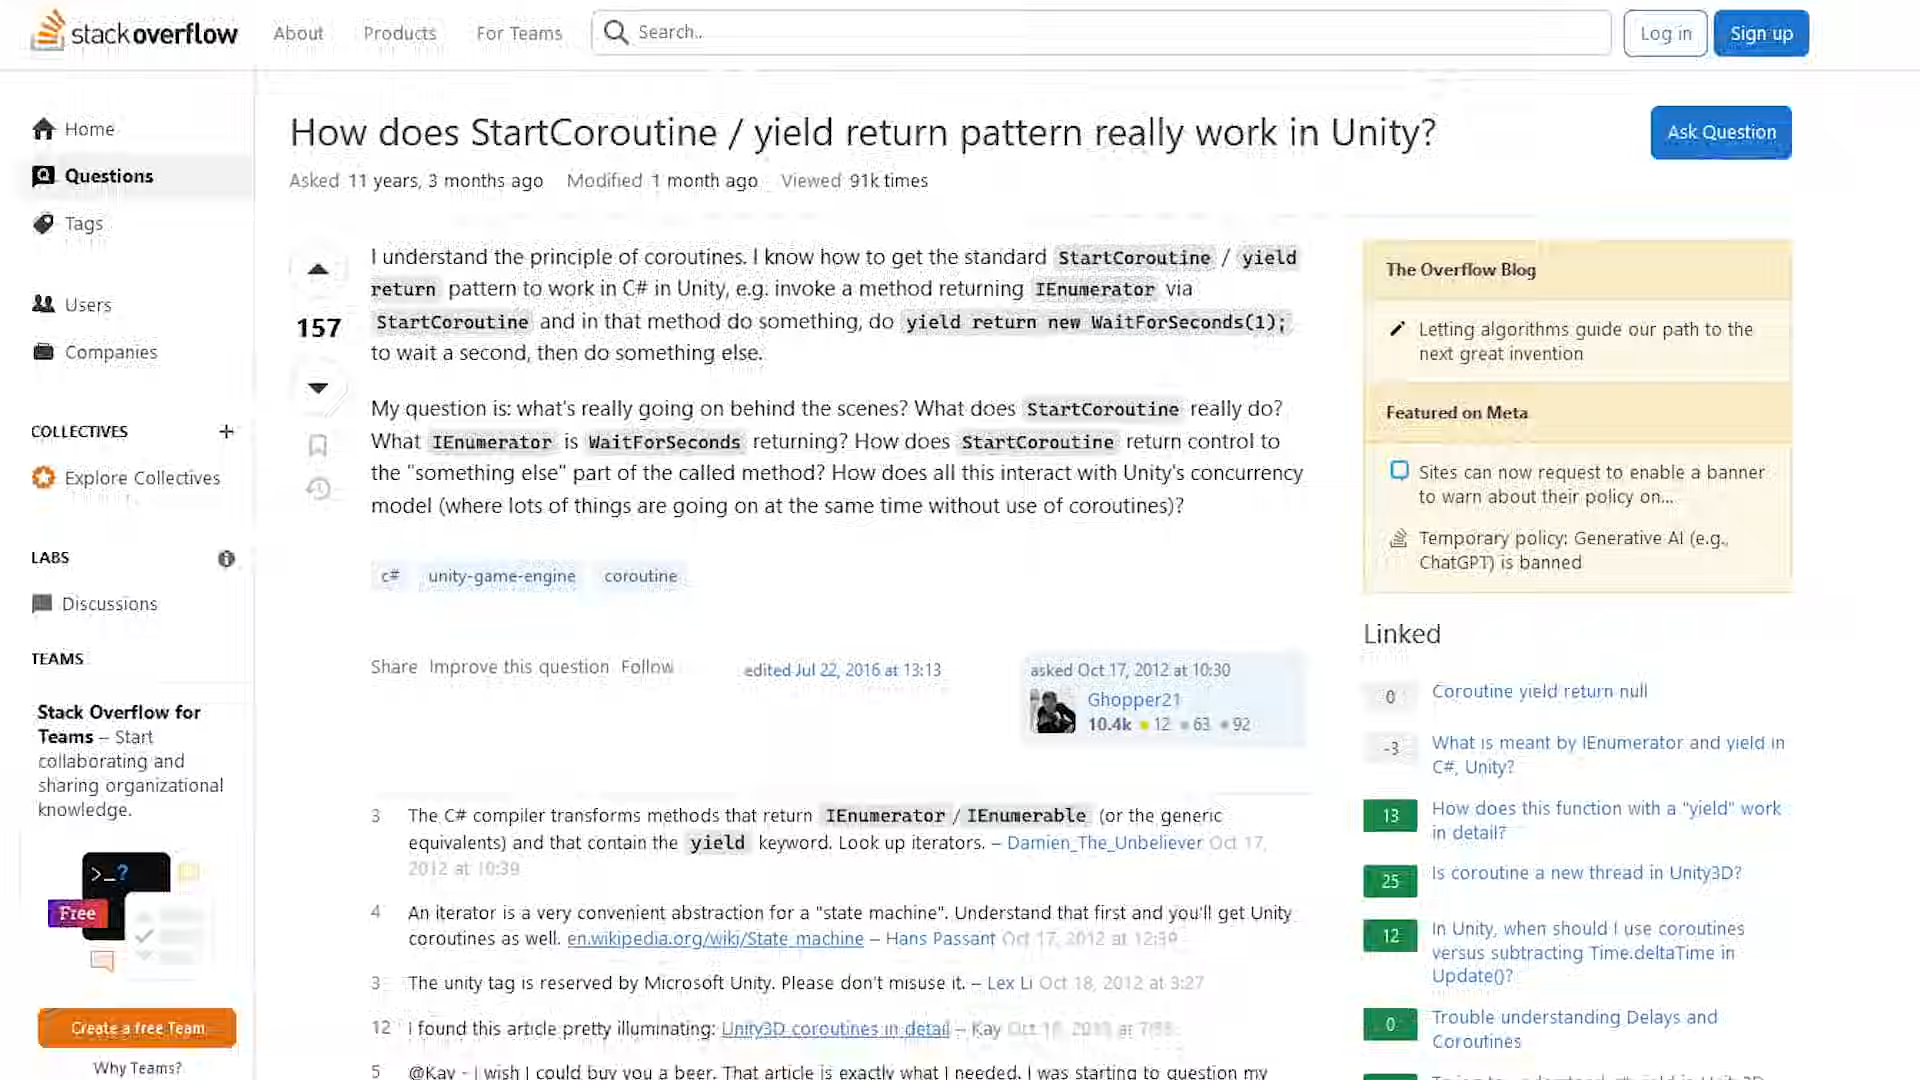 stackoverflow
About
Products
For Teams
Search..
Log in
Sign up
Home
Questions
Tags
Users
Companies
COLLECTIVES
Explore Collectives
LABS
Discussions
TEAMS
Stack Overflow for
Teams – Start
collaborating and
sharing organizational
knowledge.
>_?
Free
Create a free Team
Why Teams?
How does StartCoroutine / yield return pattern really work in Unity?
Ask Question
Asked 11 years, 3 months ago Modified 1 month ago Viewed 91k times
157
I understand the principle of coroutines. I know how to get the standard StartCoroutine / yield
return pattern to work in C# in Unity, e.g. invoke a method returning IEnumerator via
StartCoroutine and in that method do something, do yield return new WaitForSeconds(1);
to wait a second, then do something else.
My question is: what's really going on behind the scenes? What does StartCoroutine really do?
What IEnumerator is WaitForSeconds returning? How does StartCoroutine return control to
the "something else" part of the called method? How does all this interact with Unity's concurrency
model (where lots of things are going on at the same time without use of coroutines)?
c# unity-game-engine coroutine
Share Improve this question Follow
edited Jul 22, 2016 at 13:13
asked Oct 17, 2012 at 10:30
Ghopper21
10.4k 12 63 92
3 The C# compiler transforms methods that return IEnumerator / IEnumerable (or the generic
equivalents) and that contain the yield keyword. Look up iterators. – Damien_The_Unbeliever Oct 17,
2012 at 10:39
4 An iterator is a very convenient abstraction for a "state machine". Understand that first and you'll get Unity
coroutines as well. en.wikipedia.org/wiki/State_machine – Hans Passant Oct 17, 2012 at
3 The unity tag is reserved by Microsoft Unity. Please don't misuse it. – Lex Li Oct 18, 2012 at 3:27
12 I found this article pretty illuminating: Unity3D coroutines in detail – Kay Oct
5 @Kay - I wish I could buy you a beer. That article is exactly what I needed. I was starting to question my
The Overflow Blog
Letting algorithms guide our path to the
next great invention
Featured on Meta
Sites can now request to enable a banner
to warn about their policy on...
Temporary policy: Generative AI (e.g.,
ChatGPT) is banned
Linked
0 Coroutine yield return null
-3 What is meant by IEnumerator and yield in
C#, Unity?
13 How does this function with a "yield" work
in detail?
25 Is coroutine a new thread in Unity3D?
12 In Unity, when should I use coroutines
versus subtracting Time.deltaTime in
Update()?
0 Trouble understanding Delays and
Coroutines